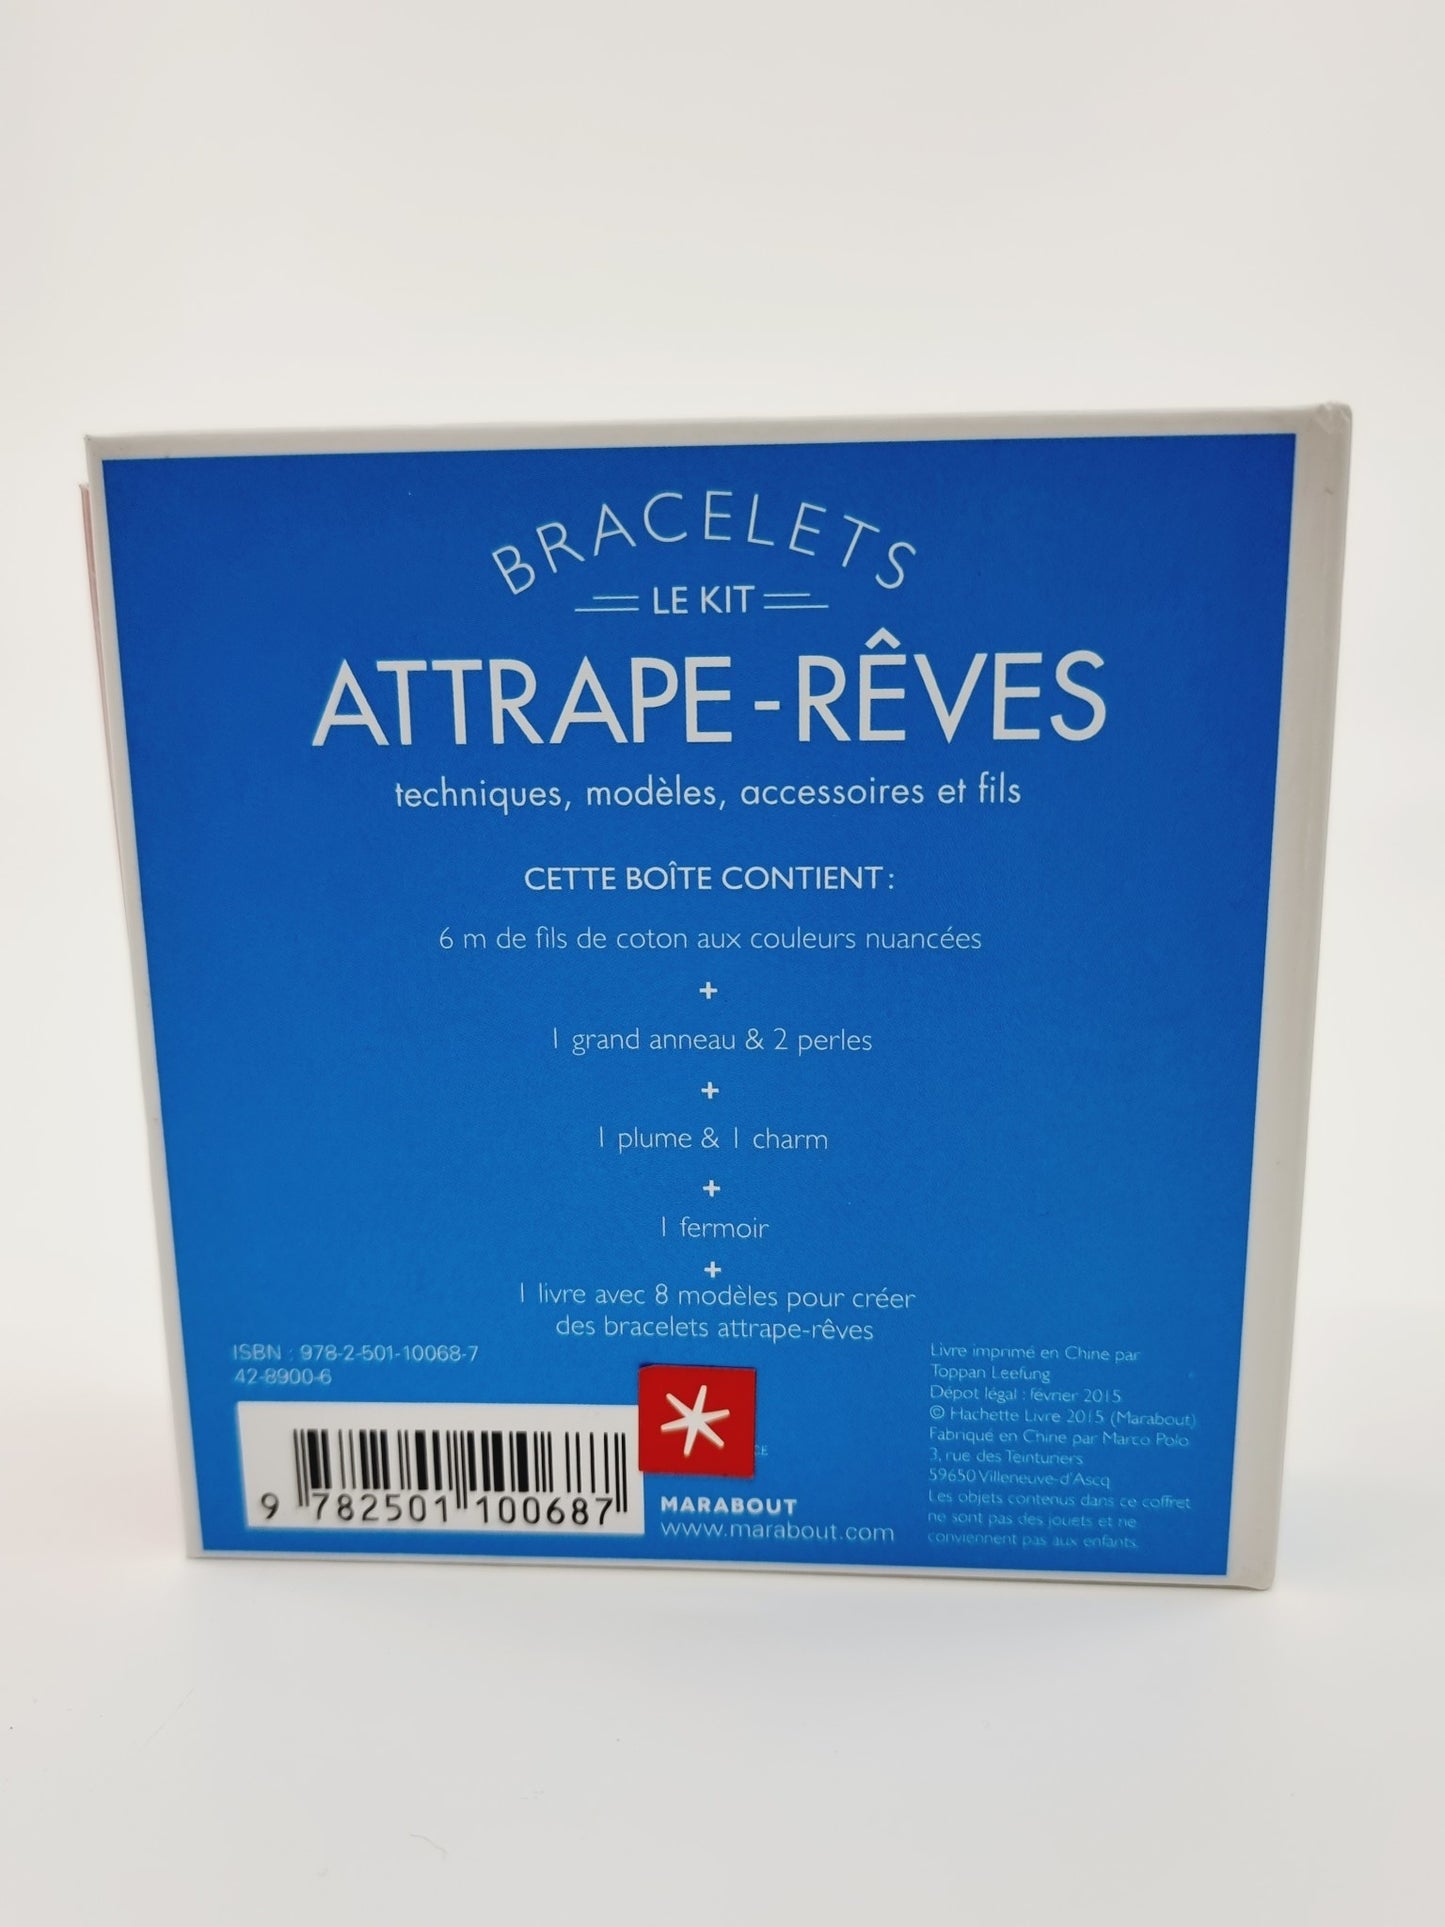 BRACELETS
LE KIT
ATTRAPE-RÊVES
techniques, modèles, accessoires et fils
CETTE BOÎTE CONTIENT :
6 m de fils de coton aux couleurs nuancées
+
1 grand anneau & 2 perles
+
1 plume & 1 charm
+
1 fermoir
+
1 livre avec 8 modèles pour créer
des bracelets attrape-rêves
ISBN : 978-2-501-10068-7
42-8900-6
9 782501 100687
MARABOUT
www.marabout.com
Livre imprimé en Chine par
Toppan Leefung
Dépot légal : février 2015
© Hachette Livre 2015 (Marabout)
Fabriqué en Chine par Marco Polo
3, rue des Teinturiers
59650 Villeneuve-d'Ascq
Les objets contenus dans ce coffret
ne sont pas des jouets et ne
conviennent pas aux enfants.